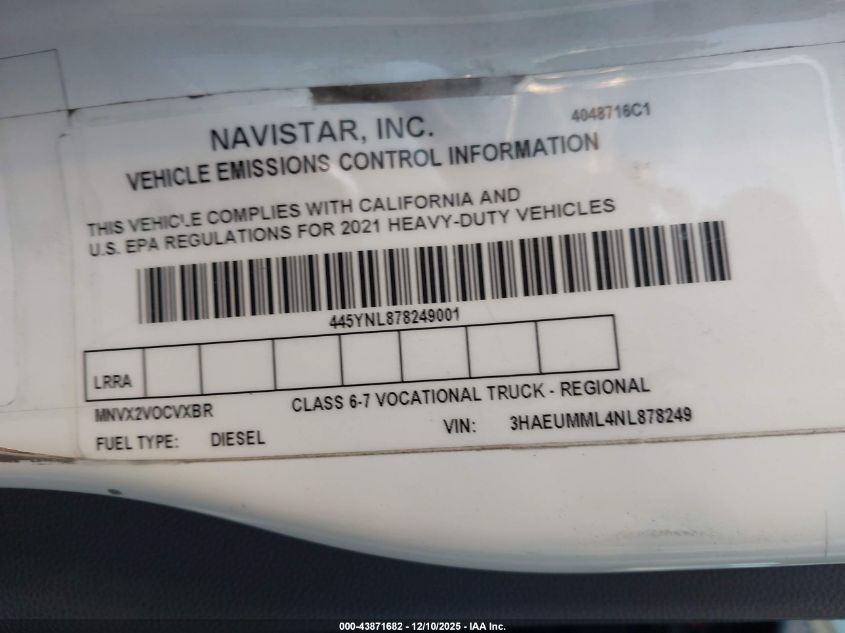 NAVISTAR, INC.
4048716C1
VEHICLE EMISSIONS CONTROL INFORMATION
THIS VEHICLE COMPLIES WITH CALIFORNIA AND
U.S. EPA REGULATIONS FOR 2021 HEAVY-DUTY VEHICLES
445YNL878249001
LRRA
MNVX2VOCVXBR
CLASS 6-7 VOCATIONAL TRUCK - REGIONAL
FUEL TYPE: DIESEL
VIN: 3HAEUMML4NL878249
000-43871682 - 12/10/2025 - IAA Inc.